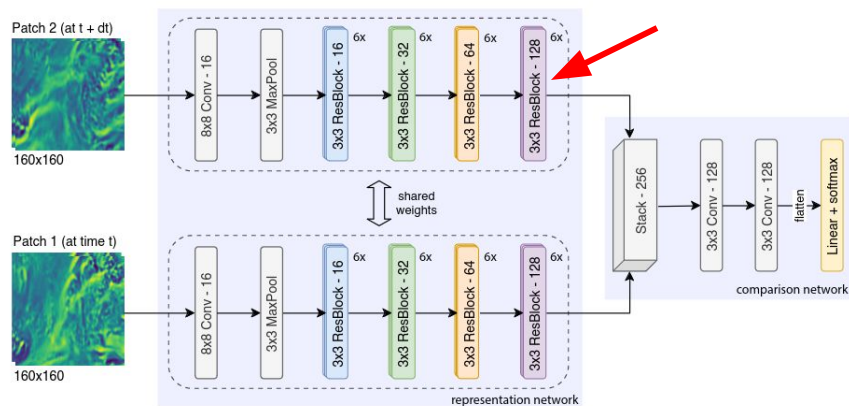 Patch 2 (at t + dt)
160x160
8x8 Conv - 16
3x3 MaxPool
3x3 ResBlock - 16
6x
3x3 ResBlock - 32
6x
3x3 ResBlock - 64
6x
3x3 ResBlock - 128
6x
shared
weights
Patch 1 (at time t)
160x160
8x8 Conv - 16
3x3 MaxPool
3x3 ResBlock - 16
6x
3x3 ResBlock - 32
6x
3x3 ResBlock - 64
6x
3x3 ResBlock - 128
6x
representation network
Stack - 256
3x3 Conv - 128
3x3 Conv - 128
flatten
Linear + softmax
comparison network